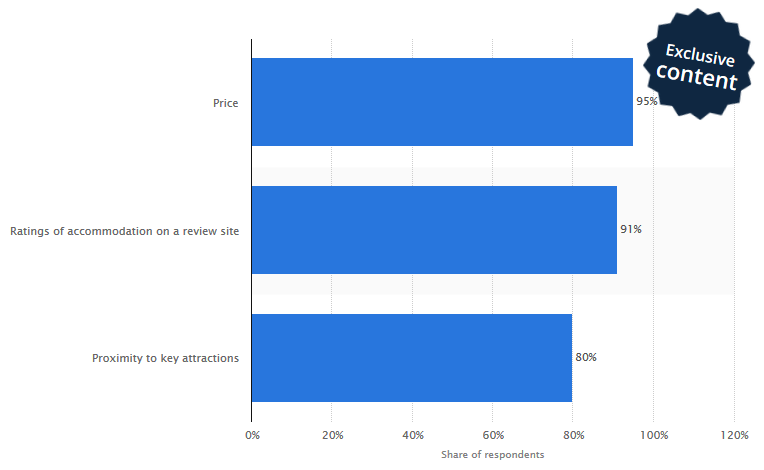 Exclusive
content
Price
95%
Ratings of accommodation on a review site
91%
Proximity to key attractions
80%
0%
20%
40%
60%
80%
100%
120%
Share of respondents